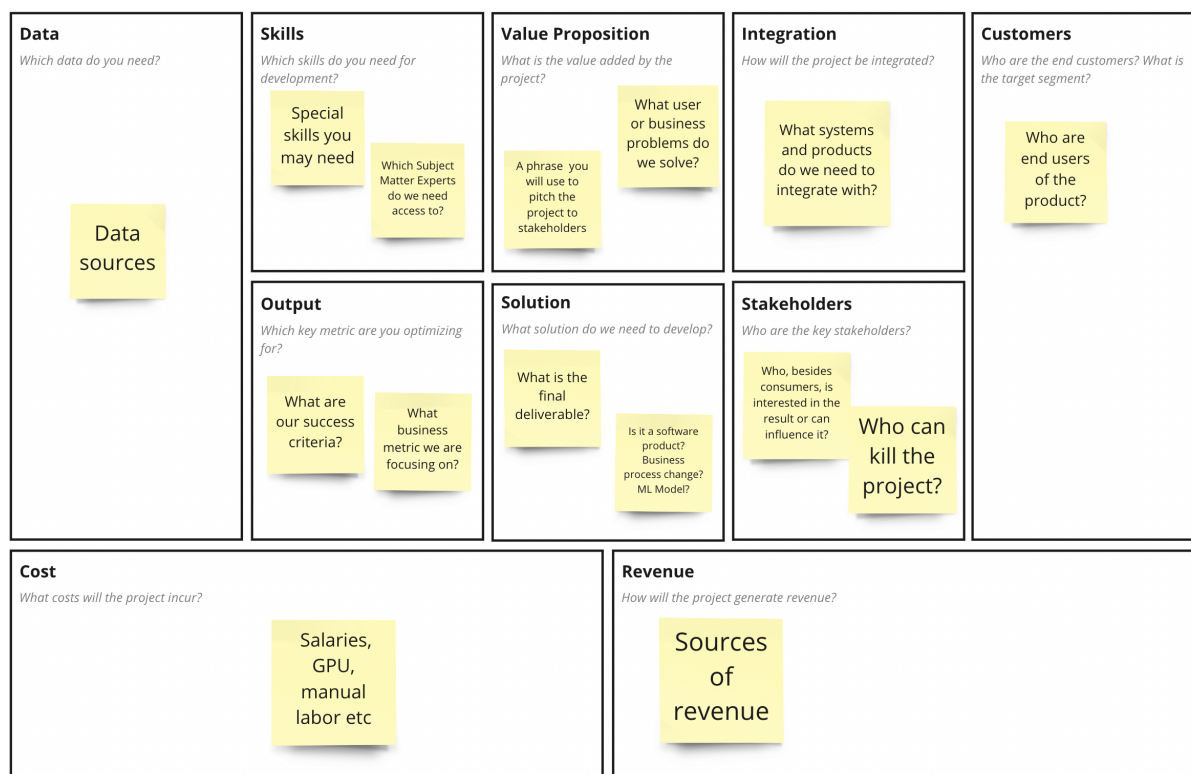 Data
Which data do you need?
Data
sources
Skills
Which skills do you need for
development?
Special
skills you
may need
Which Subject
Matter Experts
do we need
access to?
Value Proposition
What is the value added by the
project?
What user
or business
problems do
we solve?
A phrase you
will use to
pitch the
project to
stakeholders
Integration
How will the project be integrated?
What systems
and products
do we need to
integrate with?
Customers
Who are the end customers? What is
the target segment?
Who are
end users
of the
product?
Output
Which key metric are you optimizing
for?
What are
our success
criteria?
What
business
metric we are
focusing on?
Solution
What solution do we need to develop?
What is the
final
deliverable?
Is it a software
product?
Business
process change?
ML Model?
Stakeholders
Who are the key stakeholders?
Who, besides
consumers, is
interested in the
result or can
influence it?
Who can
kill the
project?
Cost
What costs will the project incur?
Salaries,
GPU,
manual
labor etc
Revenue
How will the project generate revenue?
Sources
of
revenue